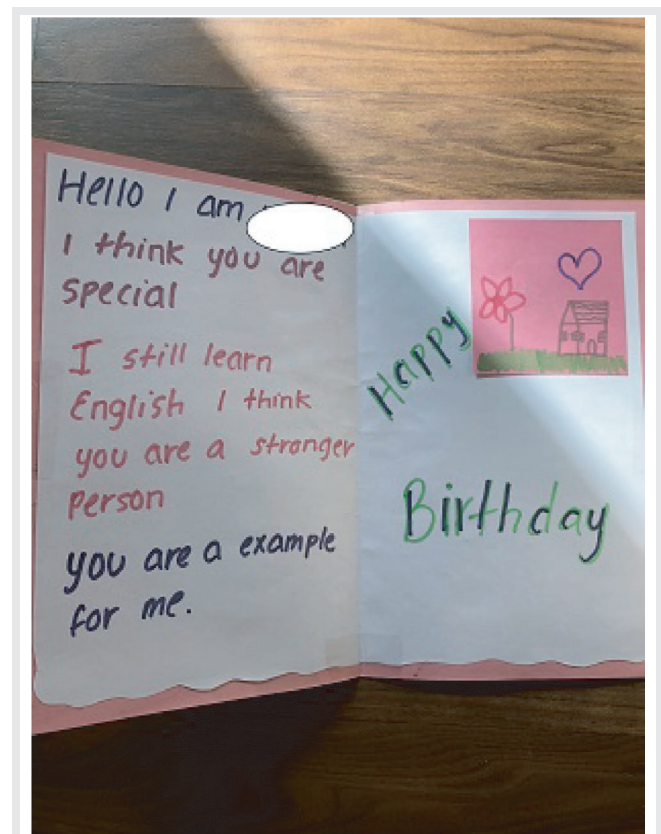 Hello I am
I think you are
special
I still learn
English I think
you are a stronger
person
you are a example
for me.
Happy
Birthday